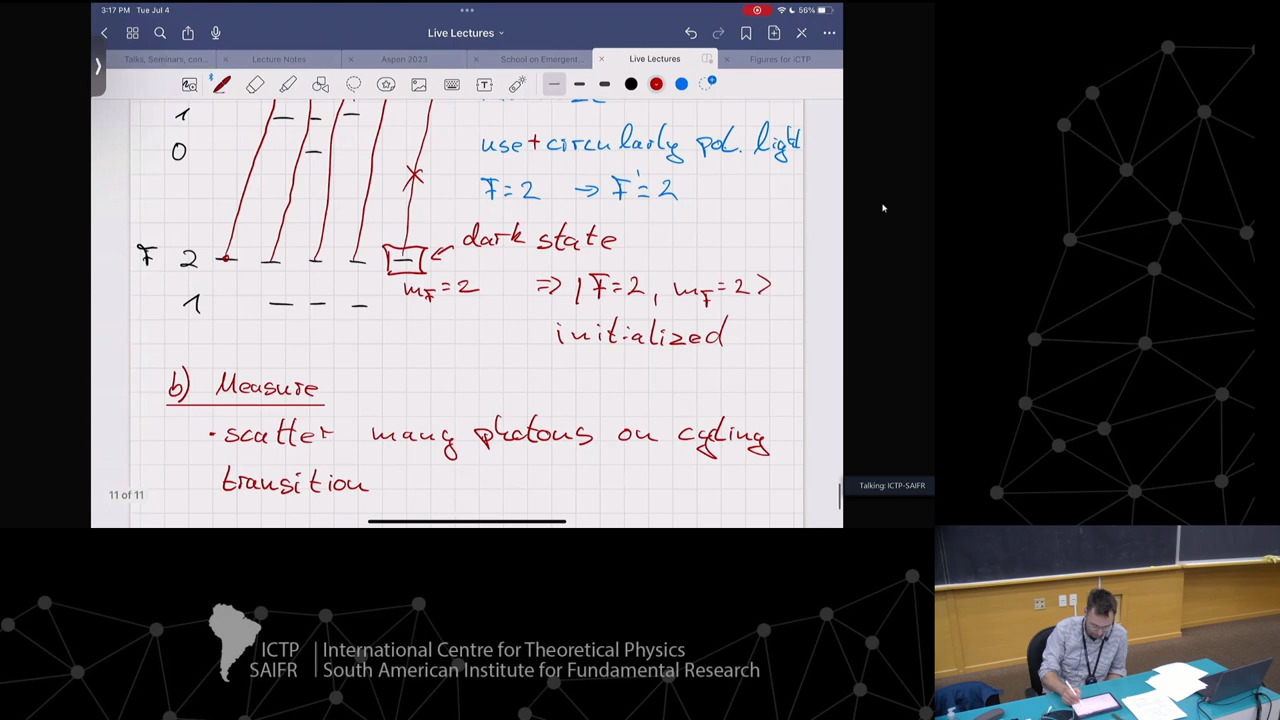 3:17 PM Tue Jul 4
56%
Live Lectures
Talks, Seminars, con...
Lecture Notes
Aspen 2023
School on Emergent
Live Lectures
Figures for iCTP
1
0
use + circularly pol. light
F=2 → F'=2
dark state
F 2
m_F = 2
⇒ |F=2, m_F=2>
1
initialized
b) Measure
· scatter many photons on cycling
transition
11 of 11
Talking: ICTP-SAIFR
ICTP
SAIFR
International Centre for Theoretical Physics
South American Institute for Fundamental Research